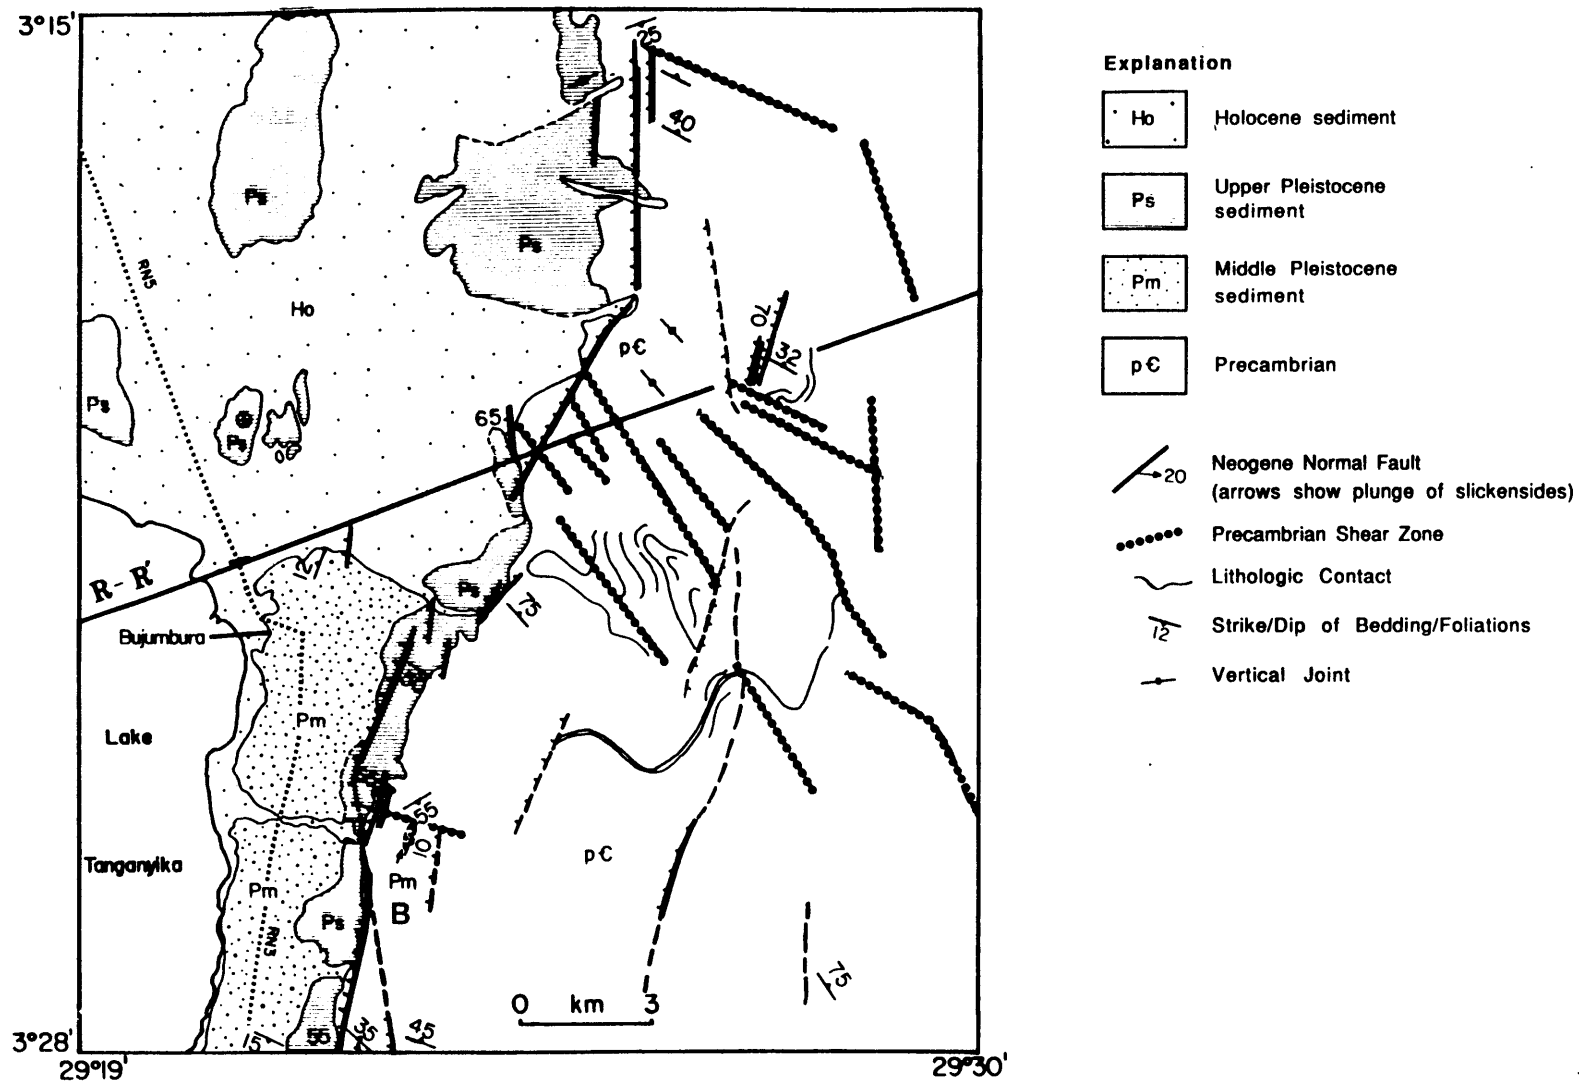 3°15'
25
40
Ps
RN5
Ps
Ho
pЄ
70
32
Ps
Ps
65
12
R-R'
Ps
75
Bujumbura
Pm
Lake
55
10
pЄ
Tanganyika
Pm
Pm
B
Ps
RN3
75
0 km 3
15
55
35
45
3°28'
29°19'
29°30'
Explanation
Ho Holocene sediment
Ps Upper Pleistocene
sediment
Pm Middle Pleistocene
sediment
pЄ Precambrian
20 Neogene Normal Fault
(arrows show plunge of slickensides)
Precambrian Shear Zone
Lithologic Contact
12 Strike/Dip of Bedding/Foliations
Vertical Joint